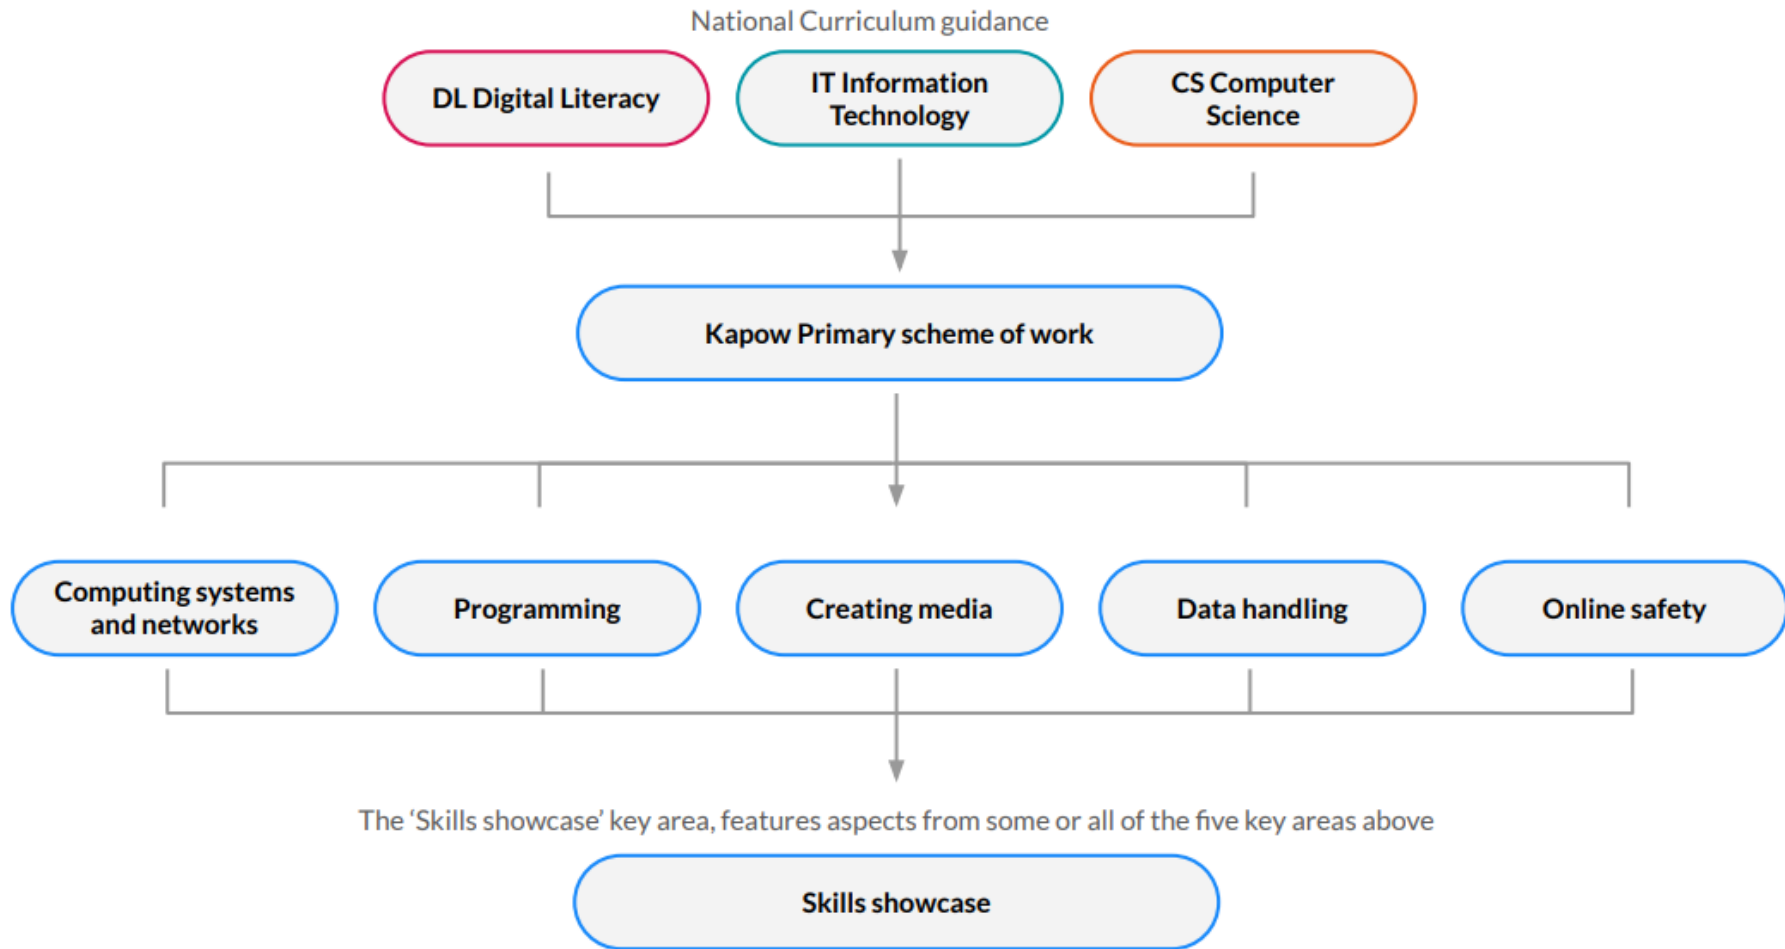 National Curriculum guidance
DL Digital Literacy
IT Information
Technology
CS Computer
Science
Kapow Primary scheme of work
Computing systems
and networks
Programming
Creating media
Data handling
Online safety
The ‘Skills showcase’ key area, features aspects from some or all of the five key areas above
Skills showcase